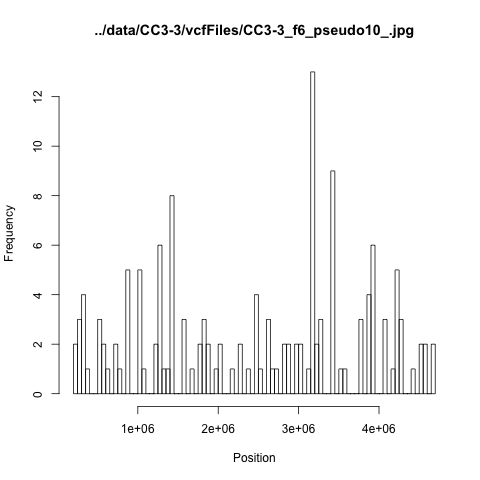 ../data/CC3-3/vcfFiles/CC3-3_f6_pseudo10_.jpg
Frequency
12
10
8
6
4
2
0
1e+06 2e+06 3e+06 4e+06
Position